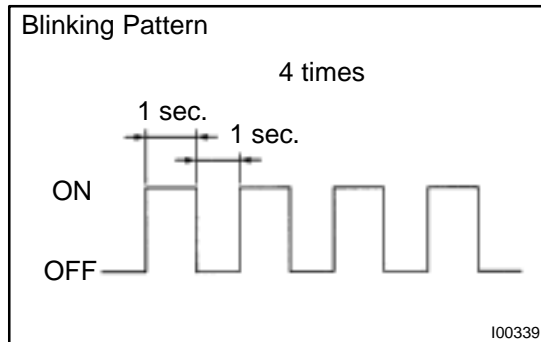 Blinking Pattern
4 times
1 sec.
1 sec.
ON
OFF
I00339